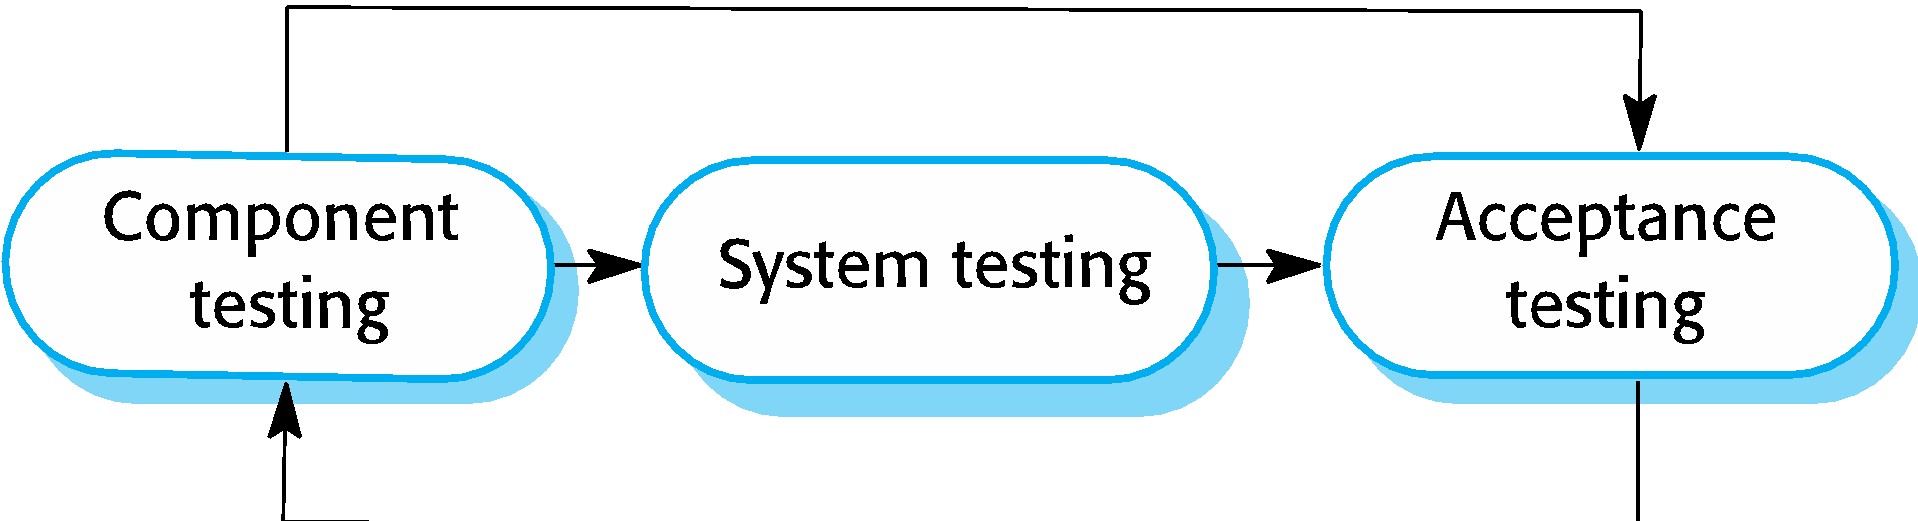 Component
testing
System testing
Acceptance
testing